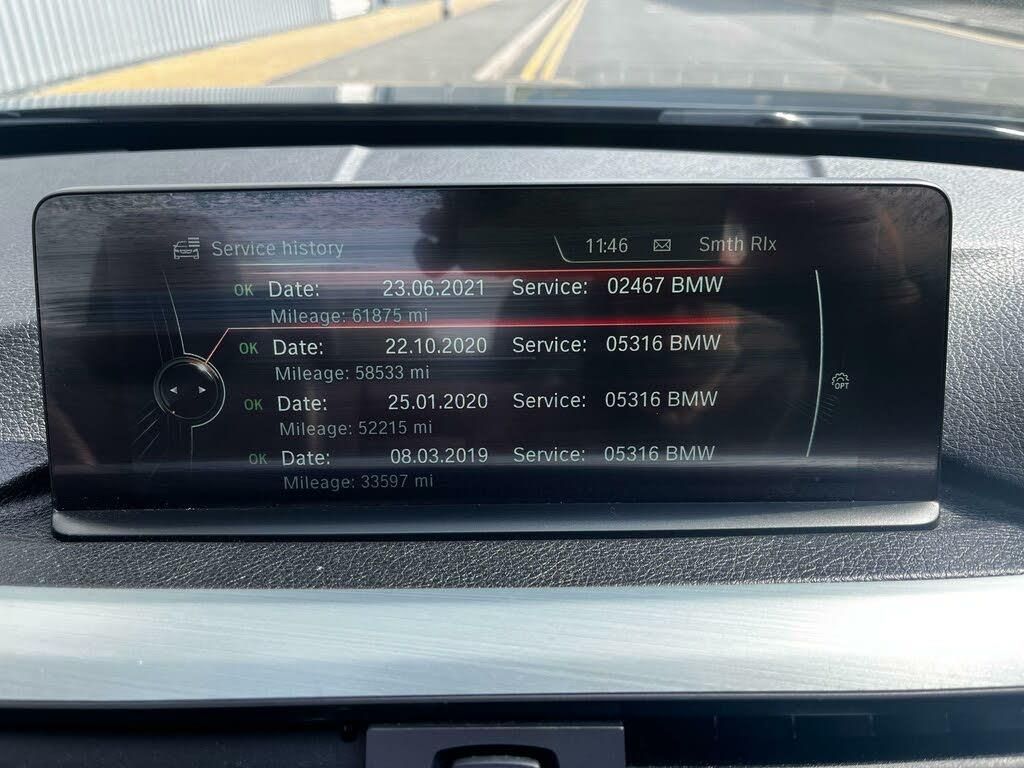 Service history 11:46 Smth Rlx
OK Date: 23.06.2021 Service: 02467 BMW
Mileage: 61875 mi
OK Date: 22.10.2020 Service: 05316 BMW
Mileage: 58533 mi
OK Date: 25.01.2020 Service: 05316 BMW
Mileage: 52215 mi
OPT
OK Date: 08.03.2019 Service: 05316 BMW
Mileage: 33597 mi